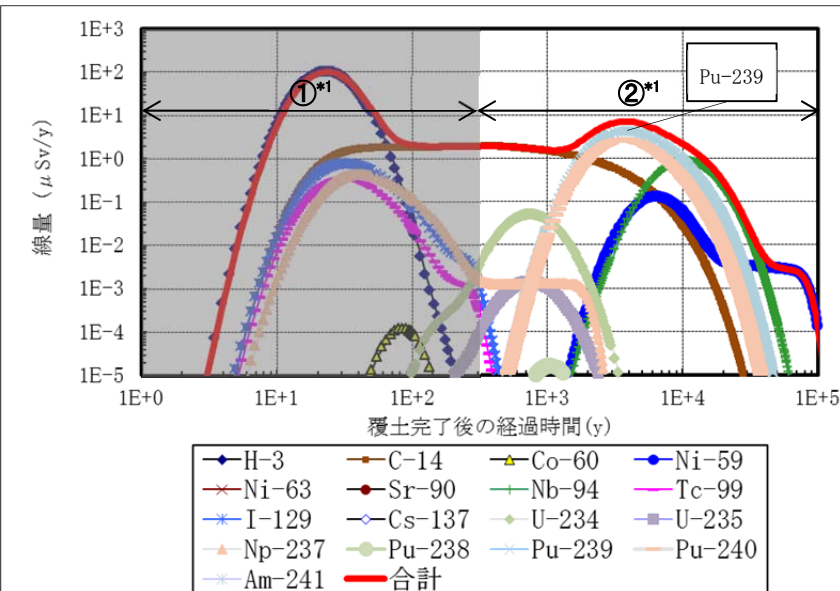 1E+3
1E+2
1E+1
1E+0
1E-1
1E-2
1E-3
1E-4
1E-5
線量 (μSv/y)
①*1
②*1
Pu-239
1E+0 1E+1 1E+2 1E+3 1E+4 1E+5
覆土完了後の経過時間(y)
H-3 C-14 Co-60 Ni-59
Ni-63 Sr-90 Nb-94 Tc-99
I-129 Cs-137 U-234 U-235
Np-237 Pu-238 Pu-239 Pu-240
Am-241 合計